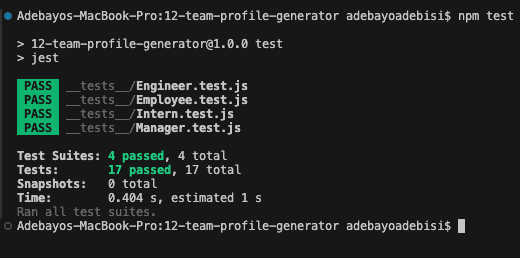 Adebayos-MacBook-Pro:12-team-profile-generator adebayoadebisi$ npm test
> 12-team-profile-generator@1.0.0 test
> jest
PASS __tests__/Engineer.test.js
PASS __tests__/Employee.test.js
PASS __tests__/Intern.test.js
PASS __tests__/Manager.test.js
Test Suites: 4 passed, 4 total
Tests: 17 passed, 17 total
Snapshots: 0 total
Time: 0.404 s, estimated 1 s
Ran all test suites.
Adebayos-MacBook-Pro:12-team-profile-generator adebayoadebisi$